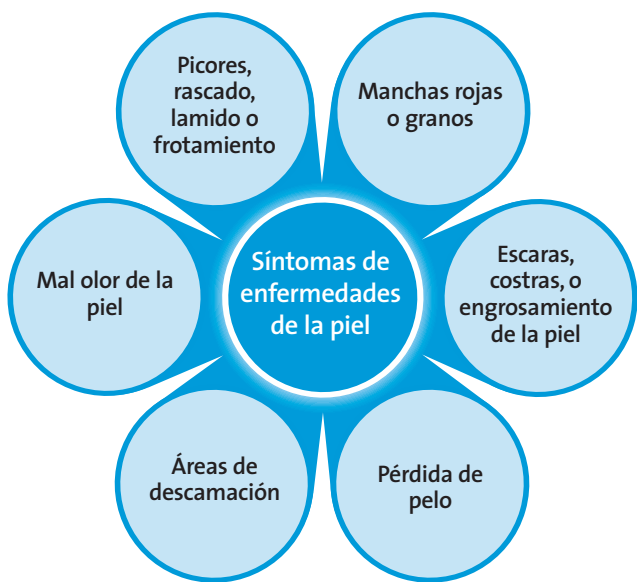 Picores,
rascado,
lamido o
frotamiento
Manchas rojas
o granos
Mal olor de la
piel
Síntomas de
enfermedades
de la piel
Escaras,
costras, o
engrosamiento
de la piel
Áreas de
descamación
Pérdida de
pelo